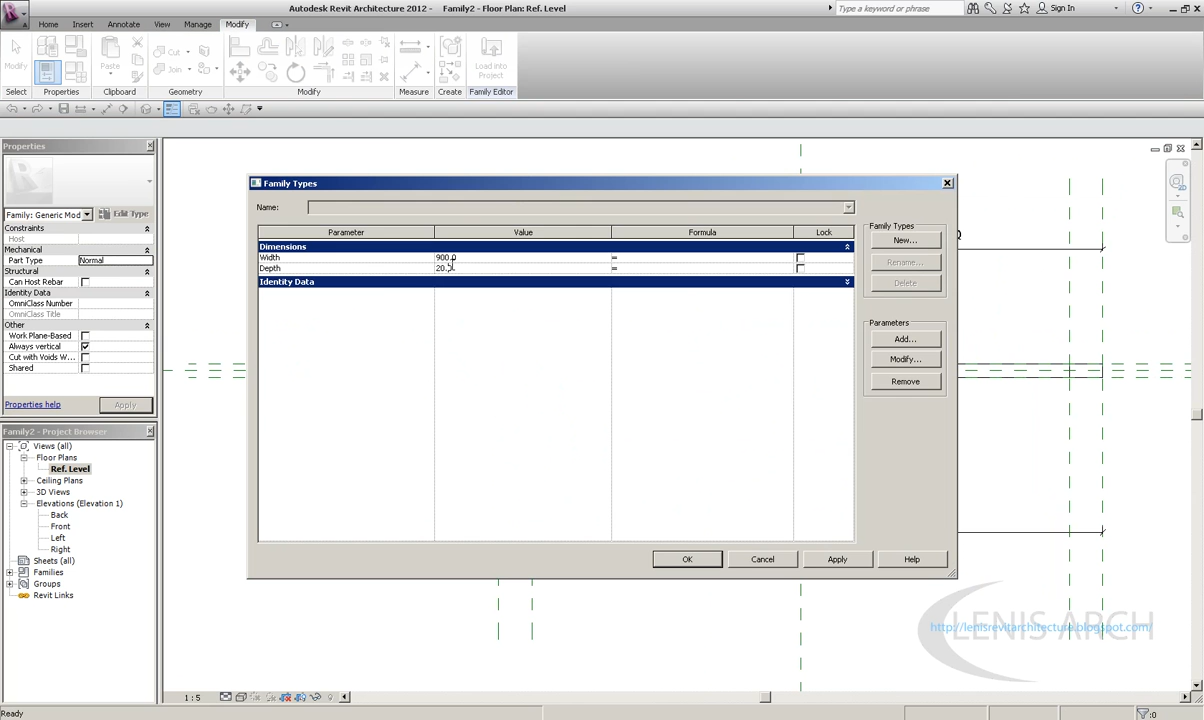 Autodesk Revit Architecture 2012 - Family2 - Floor Plan: Ref. Level
Type a keyword or phrase
Sign In
Home Insert Annotate View Manage Modify
Modify
Cut
Join
Paste
Load into
Project
Select Properties Clipboard Geometry Modify Measure Create Family Editor
Properties
Family: Generic Mod
Edit Type
Constraints
Host
Mechanical
Part Type Normal
Structural
Can Host Rebar
Identity Data
OmniClass Number
OmniClass Title
Other
Work Plane-Based
Always vertical
Cut with Voids W...
Shared
Properties help
Apply
Family2 - Project Browser
Views (all)
Floor Plans
Ref. Level
Ceiling Plans
3D Views
Elevations (Elevation 1)
Back
Front
Left
Right
Sheets (all)
Families
Groups
Revit Links
Family Types
Name:
Parameter Value Formula Lock
Dimensions
Width 900.0 =
Depth 20. =
Identity Data
Family Types
New...
Rename...
Delete
Parameters
Add...
Modify...
Remove
OK Cancel Apply Help
LENIS ARCH
http://lenisrevitarchitecture.blogspot.com/
1 : 5
Ready
:0